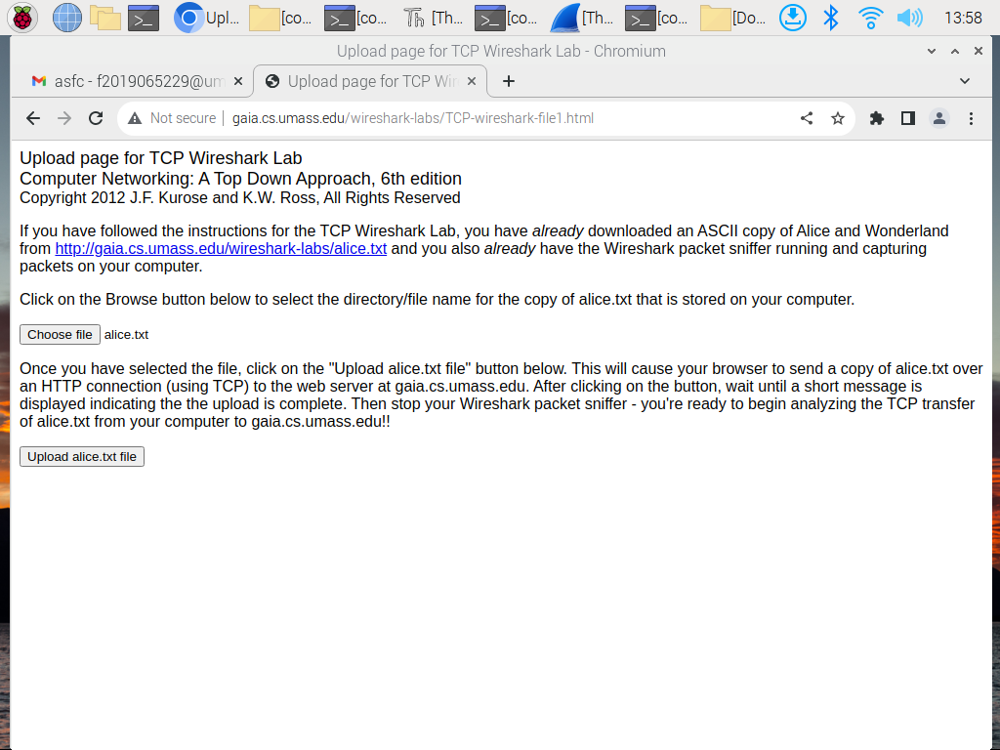 Upl... [co... [co... [Th... [co... [Th... [co... [Do... 13:58
Upload page for TCP Wireshark Lab - Chromium
asfc - f2019065229@um Upload page for TCP Wir
Not secure | gaia.cs.umass.edu/wireshark-labs/TCP-wireshark-file1.html
Upload page for TCP Wireshark Lab
Computer Networking: A Top Down Approach, 6th edition
Copyright 2012 J.F. Kurose and K.W. Ross, All Rights Reserved
If you have followed the instructions for the TCP Wireshark Lab, you have already downloaded an ASCII copy of Alice and Wonderland
from http://gaia.cs.umass.edu/wireshark-labs/alice.txt and you also already have the Wireshark packet sniffer running and capturing
packets on your computer.
Click on the Browse button below to select the directory/file name for the copy of alice.txt that is stored on your computer.
Choose file alice.txt
Once you have selected the file, click on the "Upload alice.txt file" button below. This will cause your browser to send a copy of alice.txt over
an HTTP connection (using TCP) to the web server at gaia.cs.umass.edu. After clicking on the button, wait until a short message is
displayed indicating the the upload is complete. Then stop your Wireshark packet sniffer - you're ready to begin analyzing the TCP transfer
of alice.txt from your computer to gaia.cs.umass.edu!!
Upload alice.txt file